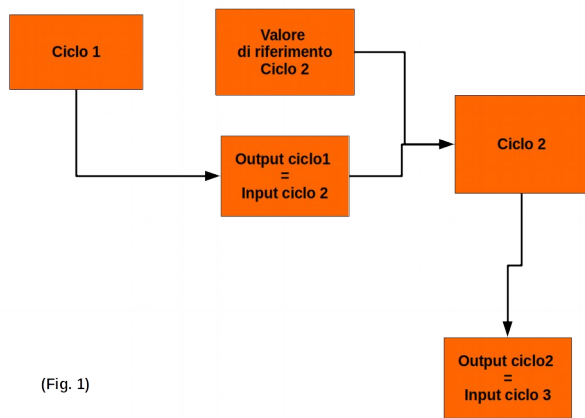 Ciclo 1
Valore
di riferimento
Ciclo 2
Output ciclo1
=
Input ciclo 2
Ciclo 2
Output ciclo2
=
Input ciclo 3
(Fig. 1)